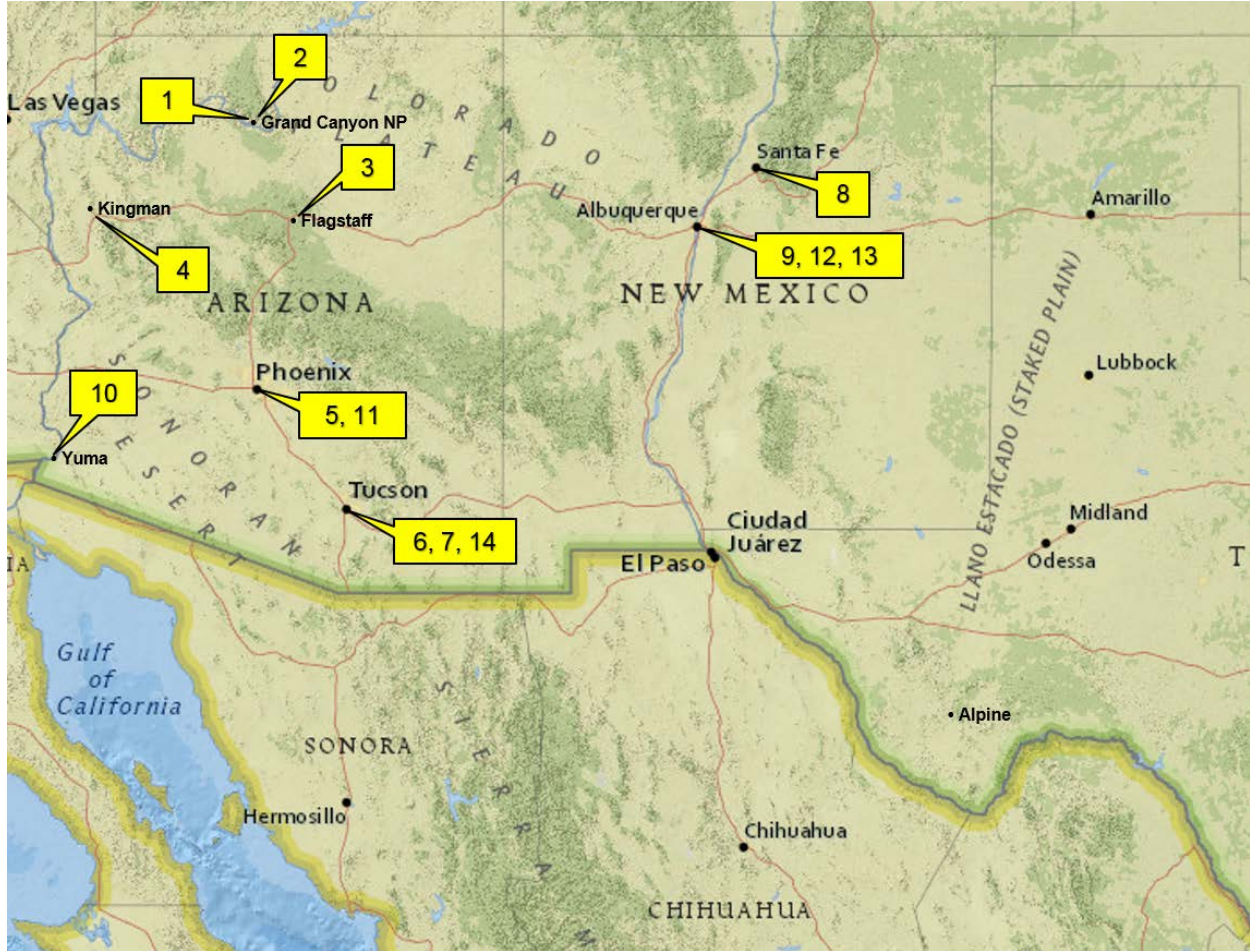 2
1
Las Vegas
Grand Canyon NP
COLORADO
PLATEAU
3
Santa Fe
8
Kingman
Flagstaff
Albuquerque
Amarillo
4
9, 12, 13
ARIZONA
NEW MEXICO
LLANO ESTACADO (STAKED PLAIN)
Phoenix
Lubbock
10
5, 11
SONORAN
DESERT
Yuma
Tucson
6, 7, 14
Ciudad
Juárez
El Paso
Midland
Odessa
IA
T
Gulf
of
California
Alpine
SONORA
SIERRA M
Hermosillo
Chihuahua
CHIHUAHUA